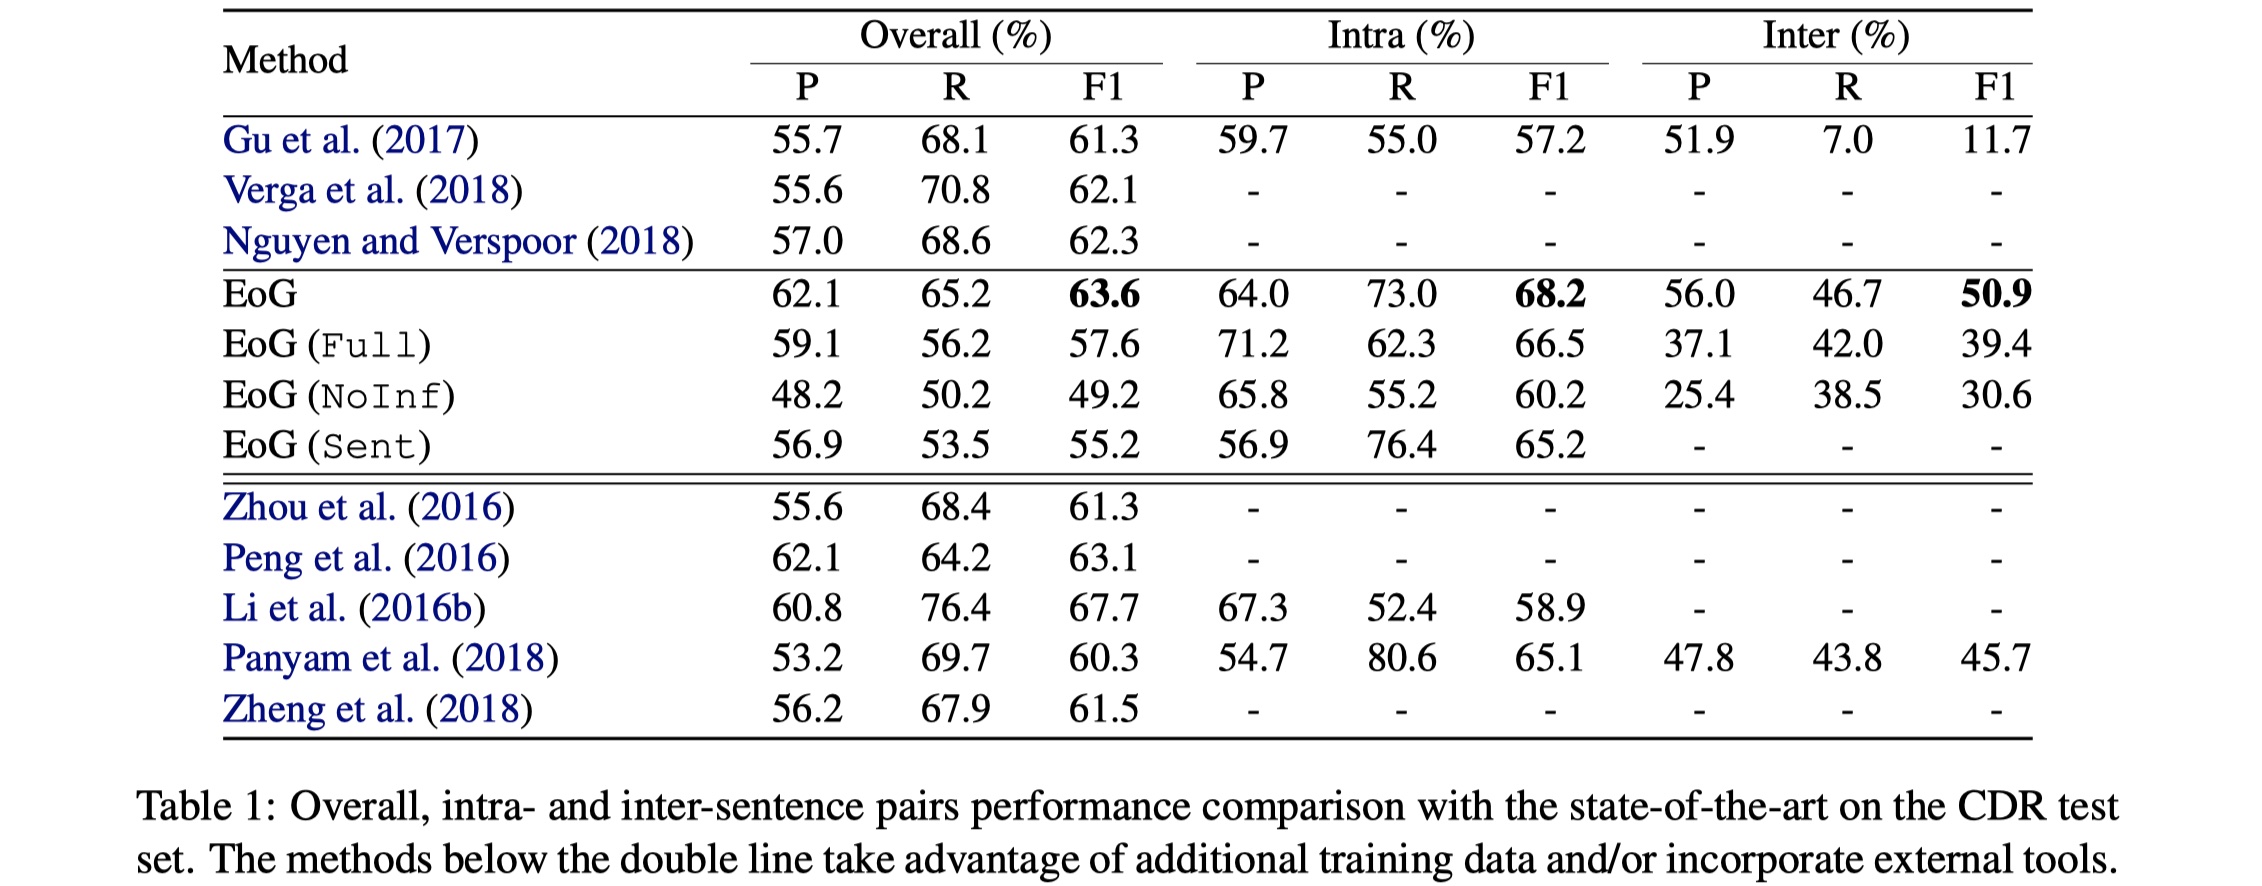 Method Overall (%) Intra (%) Inter (%)
P R F1 P R F1 P R F1
Gu et al. (2017) 55.7 68.1 61.3 59.7 55.0 57.2 51.9 7.0 11.7
Verga et al. (2018) 55.6 70.8 62.1 - - - - - -
Nguyen and Verspoor (2018) 57.0 68.6 62.3 - - - - - -
EoG 62.1 65.2 63.6 64.0 73.0 68.2 56.0 46.7 50.9
EoG (Full) 59.1 56.2 57.6 71.2 62.3 66.5 37.1 42.0 39.4
EoG (NoInf) 48.2 50.2 49.2 65.8 55.2 60.2 25.4 38.5 30.6
EoG (Sent) 56.9 53.5 55.2 56.9 76.4 65.2 - - -
Zhou et al. (2016) 55.6 68.4 61.3 - - - - - -
Peng et al. (2016) 62.1 64.2 63.1 - - - - - -
Li et al. (2016b) 60.8 76.4 67.7 67.3 52.4 58.9 - - -
Panyam et al. (2018) 53.2 69.7 60.3 54.7 80.6 65.1 47.8 43.8 45.7
Zheng et al. (2018) 56.2 67.9 61.5 - - - - - -
Table 1: Overall, intra- and inter-sentence pairs performance comparison with the state-of-the-art on the CDR test
set. The methods below the double line take advantage of additional training data and/or incorporate external tools.